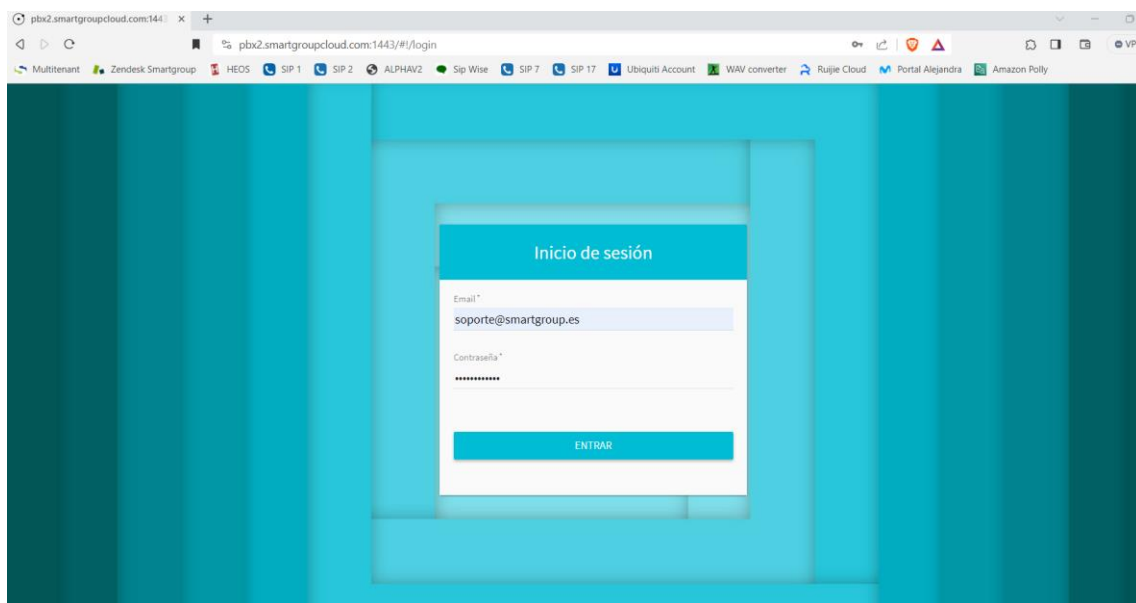 pbx2.smartgroupcloud.com:144
pbx2.smartgroupcloud.com:1443/#!/login
VP
Multitenant Zendesk Smartgroup HEOS SIP 1 SIP 2 ALPHAV2 Sip Wise SIP 7 SIP 17 Ubiquiti Account WAV converter Ruijie Cloud Portal Alejandra Amazon Polly
Inicio de sesión
Email *
soporte@smartgroup.es
Contraseña *
••••••••••••
ENTRAR